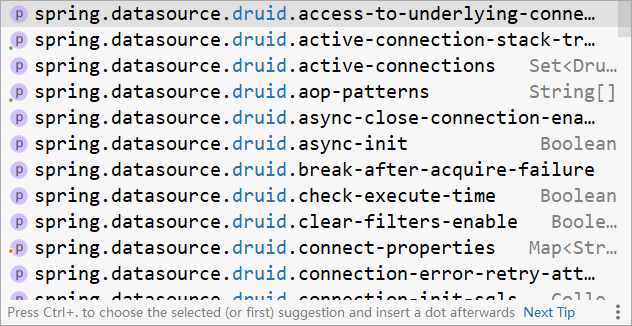 p spring.datasource.druid.access-to-underlying-conne…
p spring.datasource.druid.active-connection-stack-tr…
p spring.datasource.druid.active-connections Set<Dru…
p spring.datasource.druid.aop-patterns String[]
p spring.datasource.druid.async-close-connection-ena…
p spring.datasource.druid.async-init Boolean
p spring.datasource.druid.break-after-acquire-failure
p spring.datasource.druid.check-execute-time Boolean
p spring.datasource.druid.clear-filters-enable Boole…
p spring.datasource.druid.connect-properties Map<Str…
p spring.datasource.druid.connection-error-retry-att…
p spring.datasource.druid.connection-init-sqls Colle…
Press Ctrl+. to choose the selected (or first) suggestion and insert a dot afterwards Next Tip